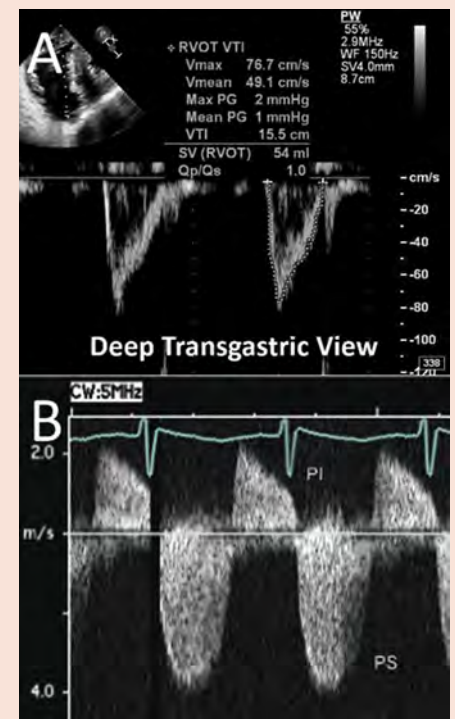 A
RVOT VTI
Vmax 76.7 cm/s
Vmean 49.1 cm/s
Max PG 2 mmHg
Mean PG 1 mmHg
VTI 15.5 cm
SV (RVOT) 54 ml
Qp/Qs 1.0
PW
55%
2.9MHz
WF 150Hz
SV4.0mm
8.7cm
cm/s
-20
-40
-60
-80
-100
-120
Deep Transgastric View
338
CW:5MHz
B
2.0
PI
m/s
PS
4.0